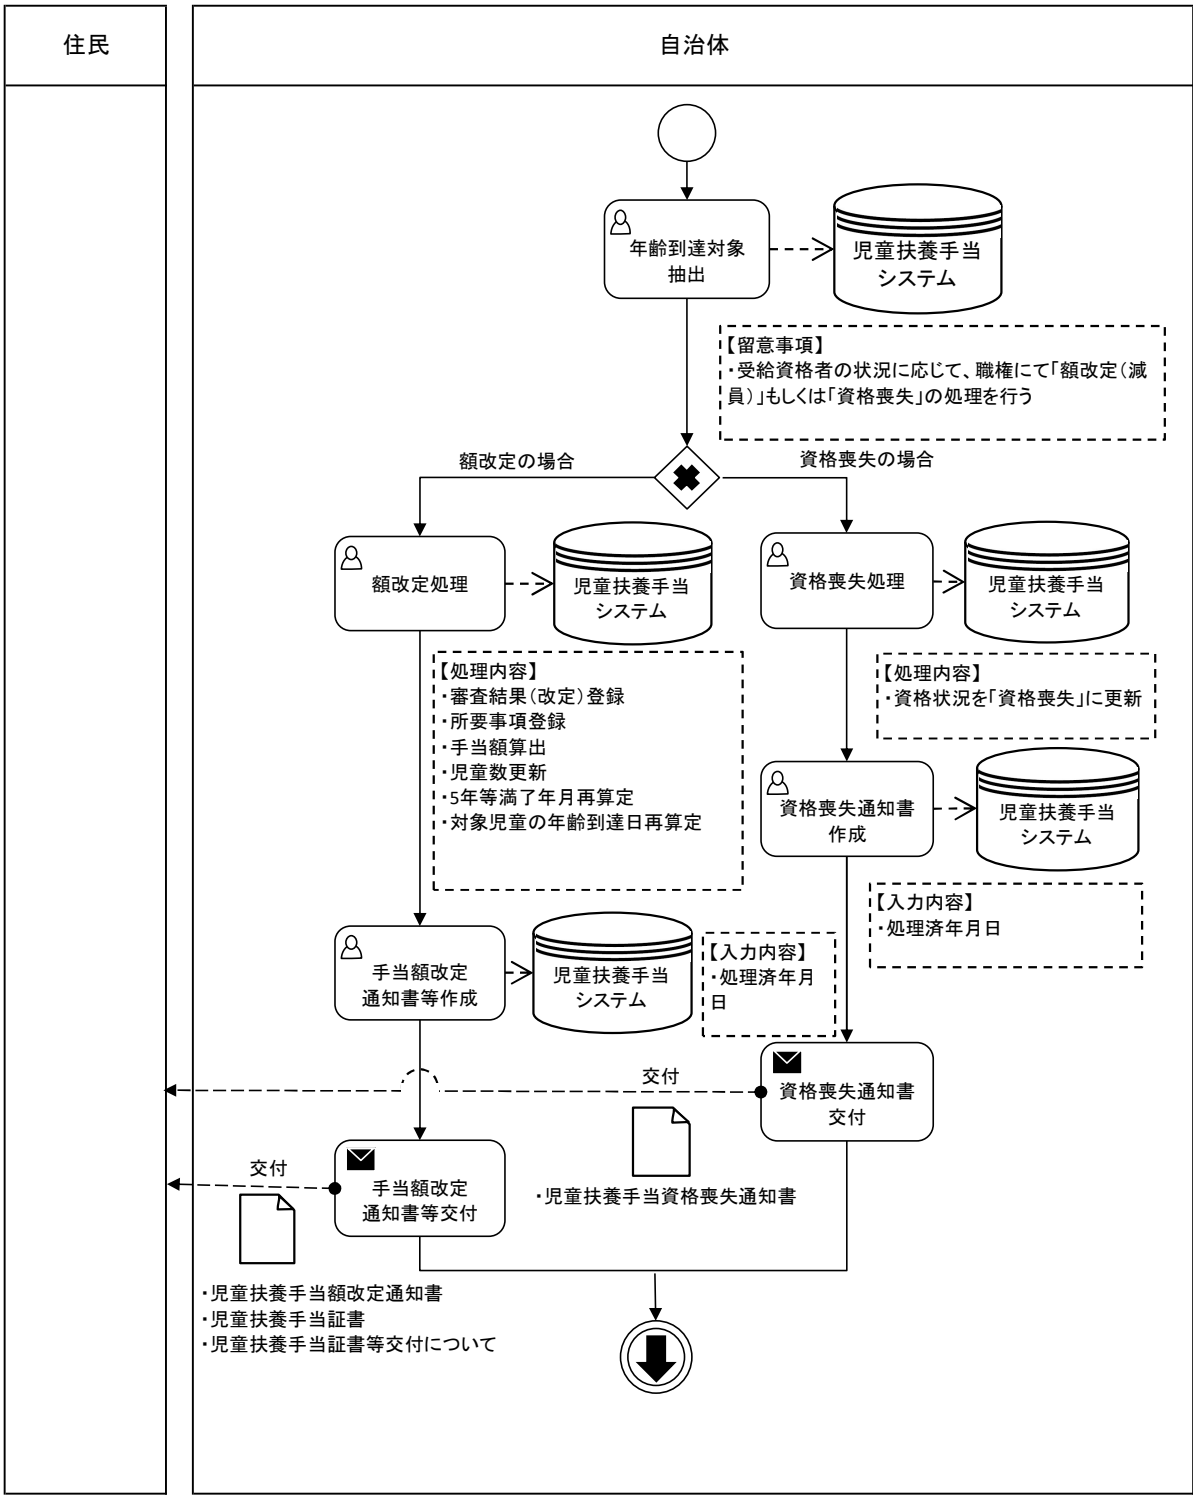 住民
自治体
年齢到達対象
抽出
児童扶養手当
システム
【留意事項】
・受給資格者の状況に応じて、職権にて「額改定（減
員）」もしくは「資格喪失」の処理を行う
額改定の場合
資格喪失の場合
額改定処理
児童扶養手当
システム
資格喪失処理
児童扶養手当
システム
【処理内容】
・審査結果（改定）登録
・所要事項登録
・手当額算出
・児童数更新
・5年等満了年月再算定
・対象児童の年齢到達日再算定
【処理内容】
・資格状況を「資格喪失」に更新
資格喪失通知書
作成
児童扶養手当
システム
【入力内容】
・処理済年月日
手当額改定
通知書等作成
児童扶養手当
システム
【入力内容】
・処理済年月
日
交付
資格喪失通知書
交付
・児童扶養手当資格喪失通知書
交付
手当額改定
通知書等交付
・児童扶養手当額改定通知書
・児童扶養手当証書
・児童扶養手当証書等交付について